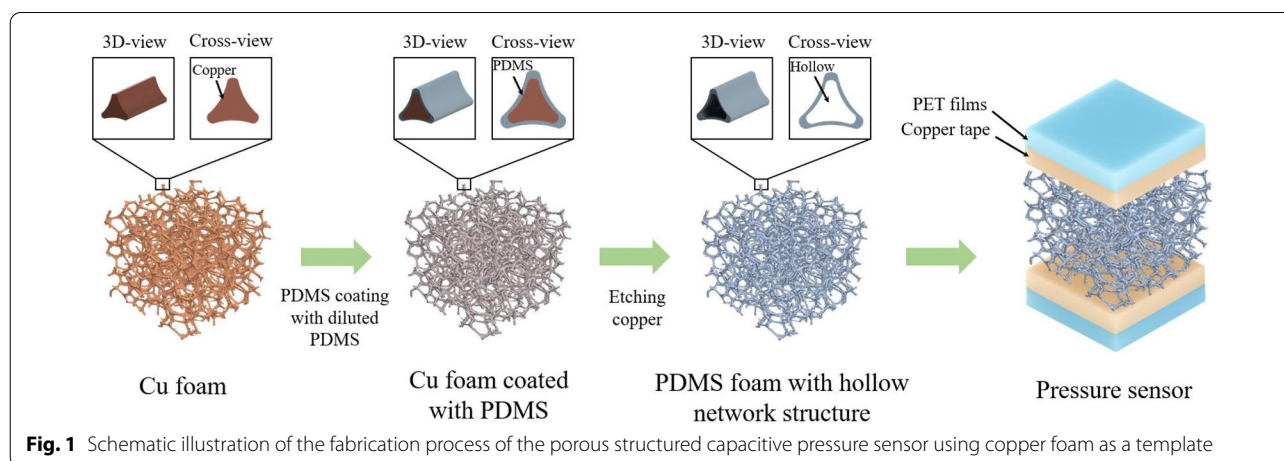 3D-view
Cross-view
Copper
3D-view
Cross-view
PDMS
3D-view
Cross-view
Hollow
PET films
Copper tape
PDMS coating
with diluted
PDMS
Etching
copper
Cu foam
Cu foam coated
with PDMS
PDMS foam with hollow
network structure
Pressure sensor
Fig. 1 Schematic illustration of the fabrication process of the porous structured capacitive pressure sensor using copper foam as a template